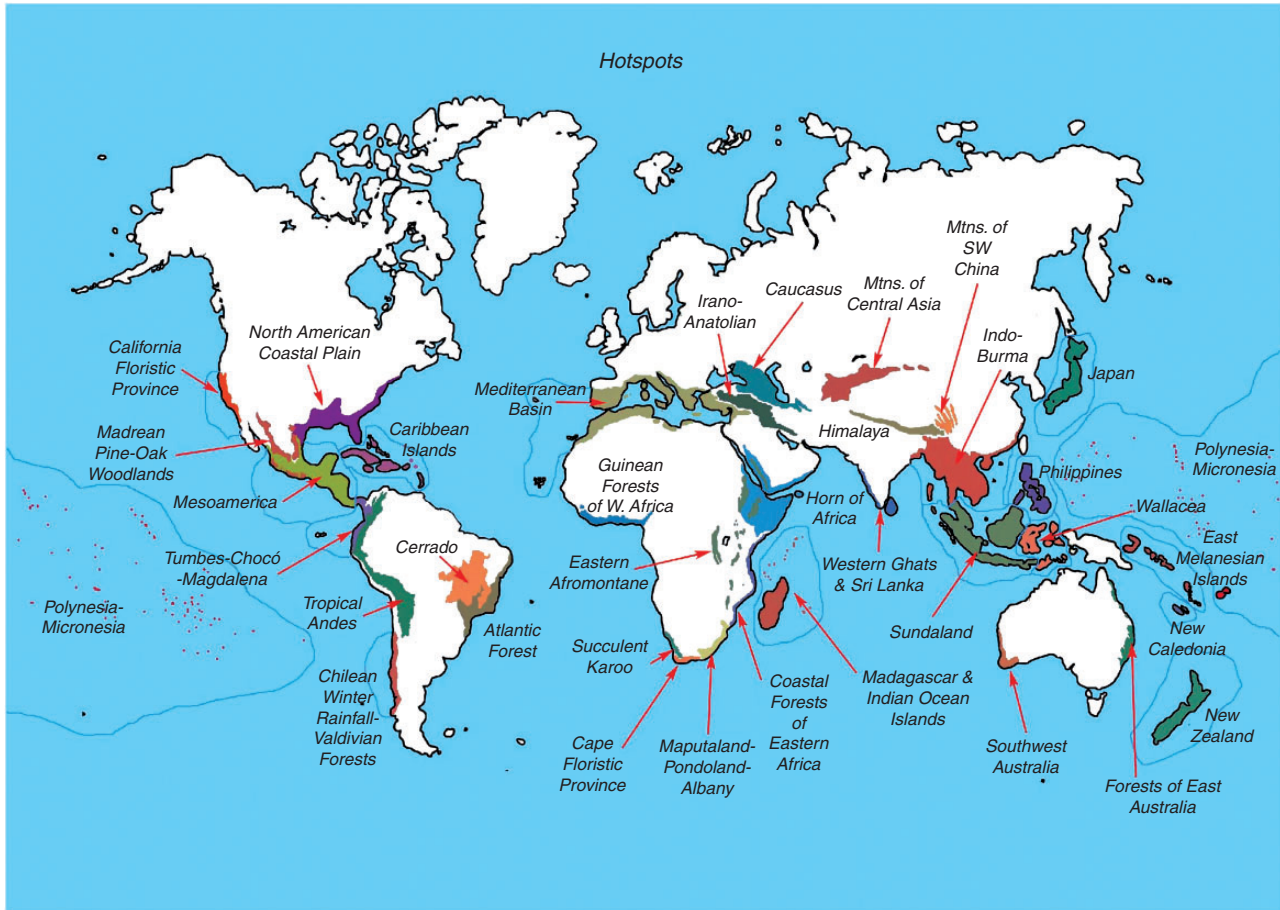 Hotspots
Mtns. of
SW
China
Caucasus
Mtns. of
Central Asia
Irano-
Anatolian
North American
Coastal Plain
Indo-
Burma
California
Floristic
Province
Japan
Mediterranean
Basin
Madrean
Pine-Oak
Woodlands
Caribbean
Islands
Himalaya
Polynesia-
Micronesia
Guinean
Forests
of W. Africa
Philippines
Mesoamerica
Horn of
Africa
Wallacea
Tumbes-Chocó
-Magdalena
Cerrado
Eastern
Afromontane
Western Ghats
& Sri Lanka
East
Melanesian
Islands
Polynesia-
Micronesia
Tropical
Andes
Atlantic
Forest
Succulent
Karoo
Sundaland
New
Caledonia
Chilean
Winter
Rainfall-
Valdivian
Forests
Coastal
Forests
of
Eastern
Africa
Madagascar &
Indian Ocean
Islands
New
Zealand
Cape
Floristic
Province
Maputaland-
Pondoland-
Albany
Southwest
Australia
Forests of East
Australia